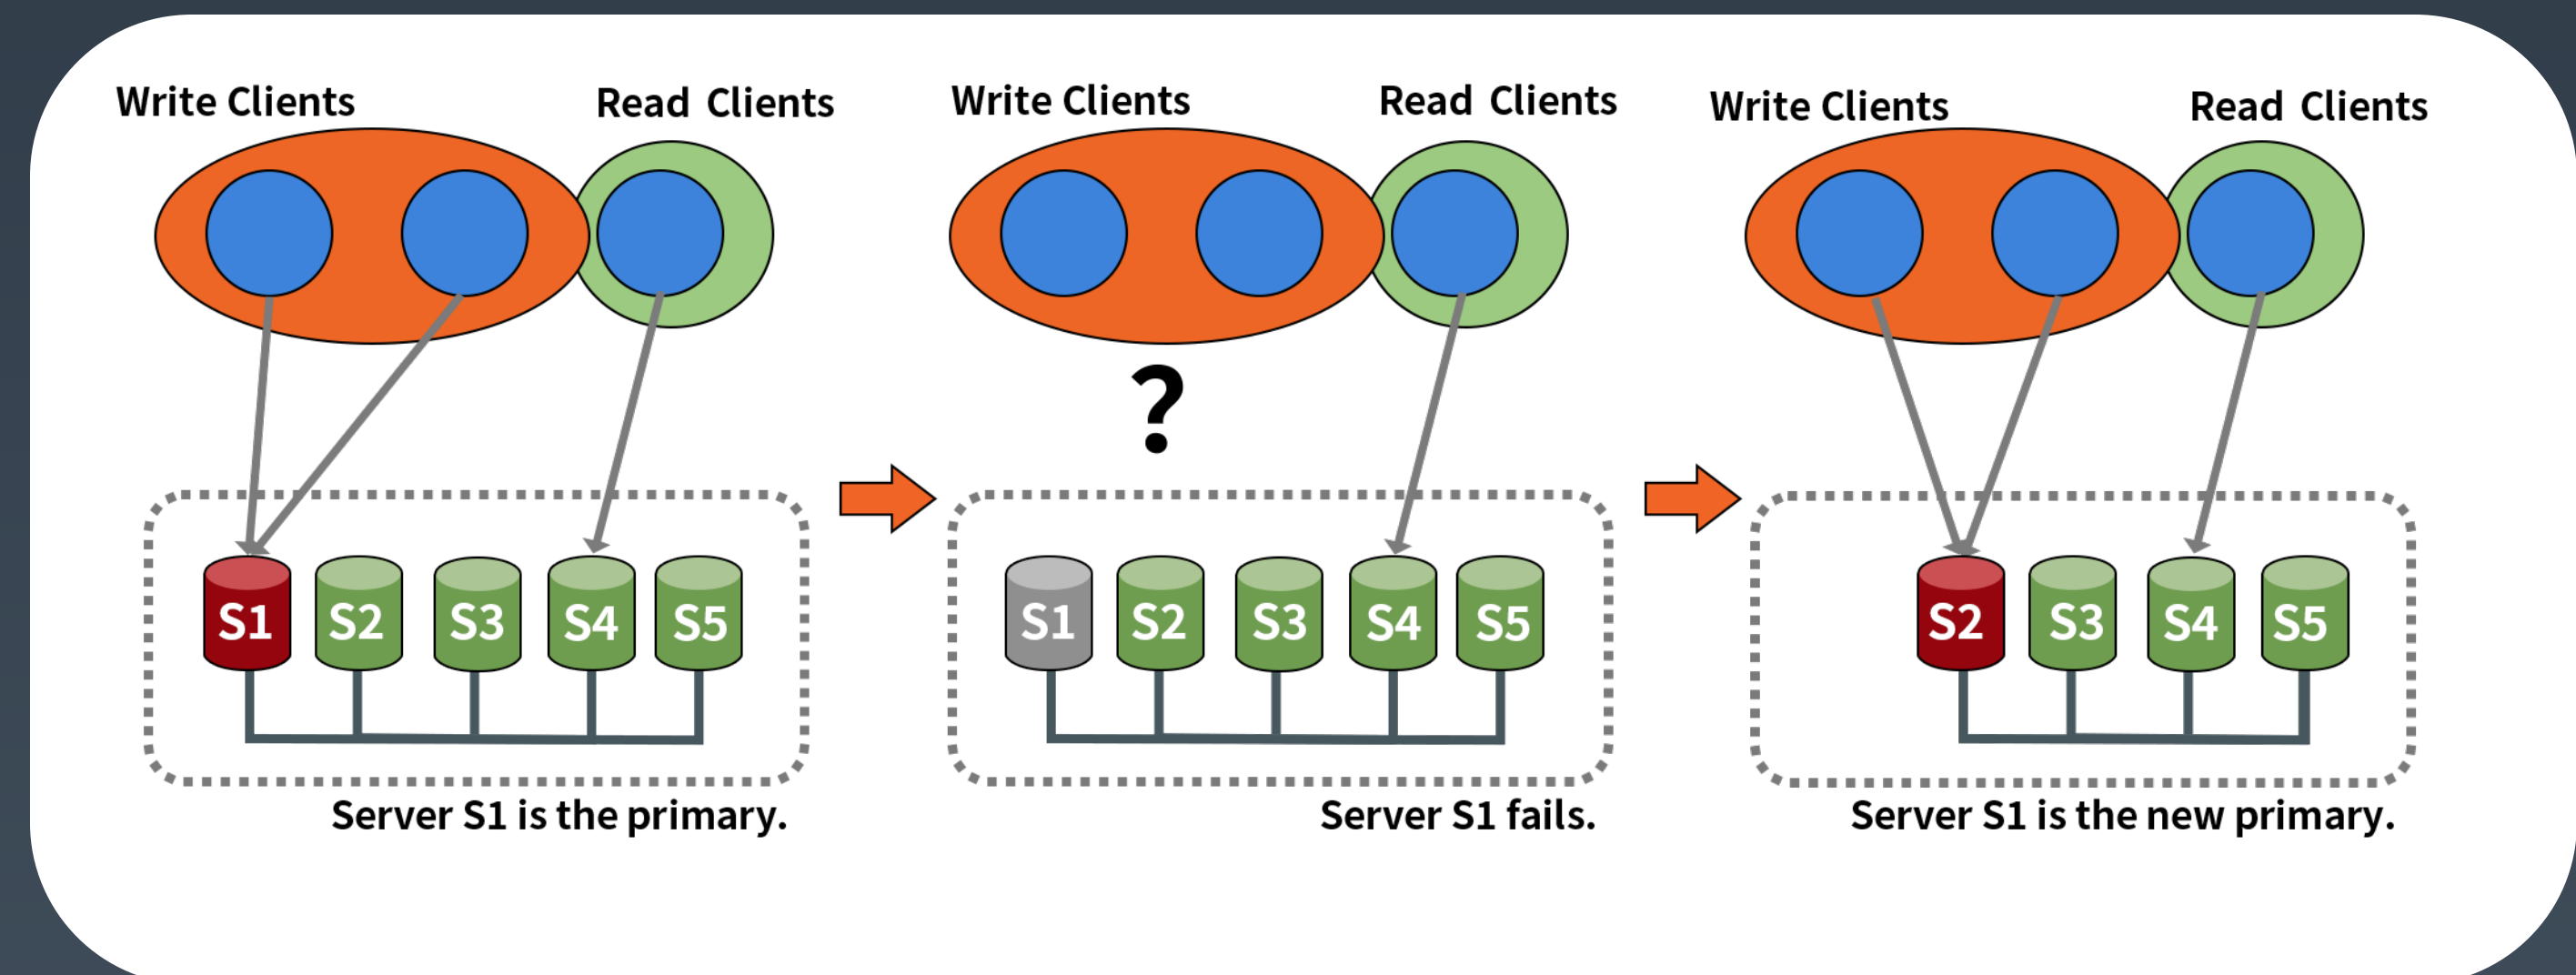 Write Clients
Read Clients
S1 S2 S3 S4 S5
Server S1 is the primary.
Write Clients
Read Clients
?
S1 S2 S3 S4 S5
Server S1 fails.
Write Clients
Read Clients
S2 S3 S4 S5
Server S1 is the new primary.